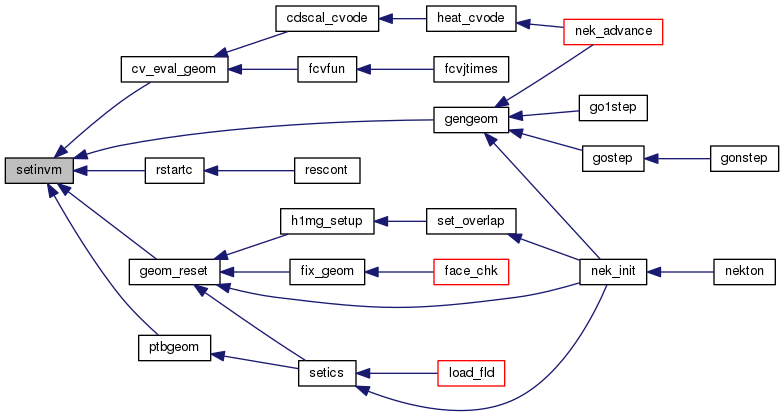 cdscal_cvode
heat_cvode
nek_advance
cv_eval_geom
fcvfun
fcvjtimes
gengeom
go1step
gostep
gonstep
setinvm
rstartc
rescont
h1mg_setup
set_overlap
geom_reset
fix_geom
face_chk
nek_init
nekton
ptbgeom
setics
load_fld